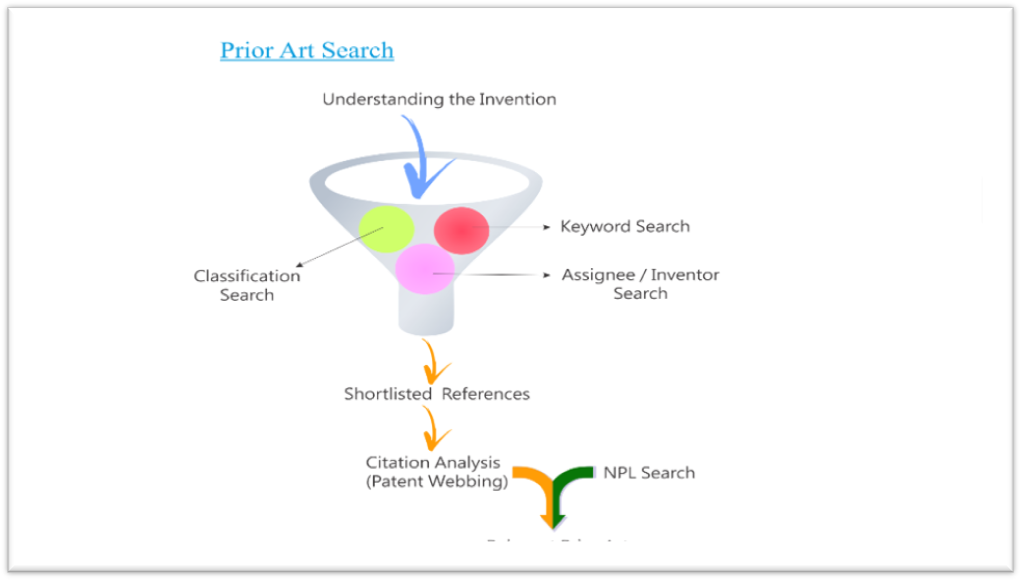 Prior Art Search
Understanding the Invention
Keyword Search
Classification
Search
Assignee / Inventor
Search
Shortlisted References
Citation Analysis
(Patent Webbing)
NPL Search